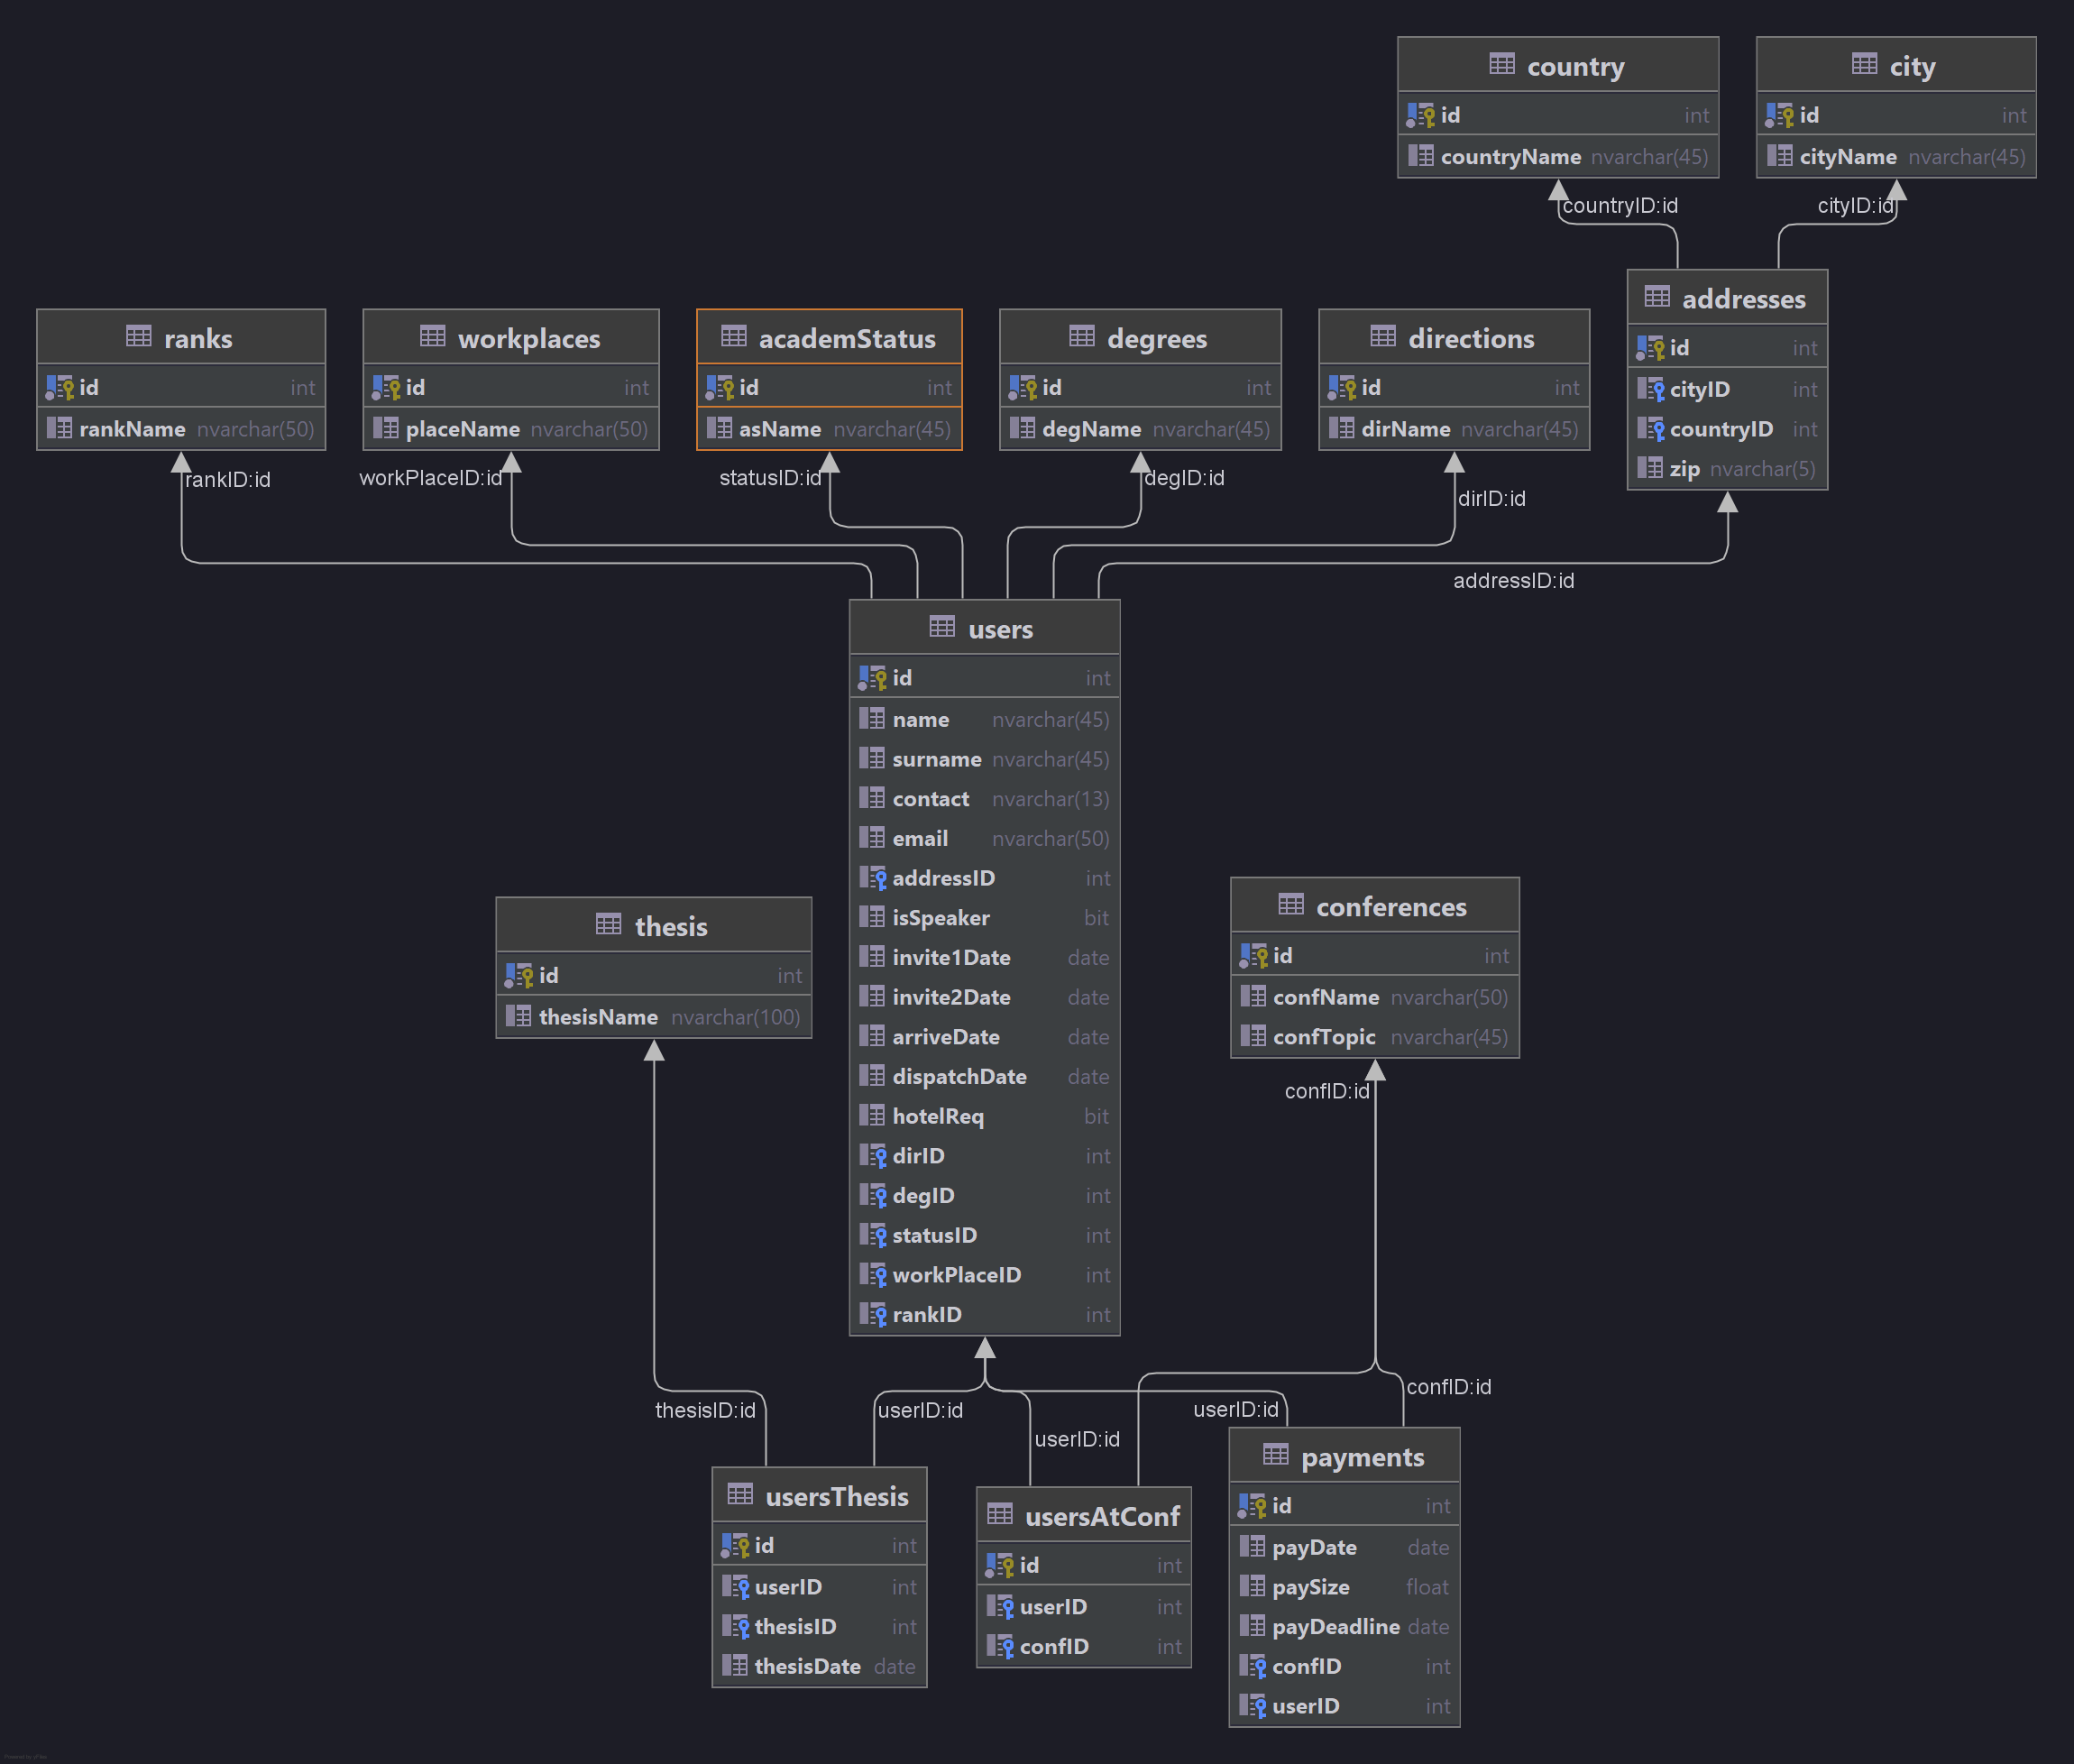 country
id int
countryName nvarchar(45)
city
id int
cityName nvarchar(45)
countryID:id
cityID:id
addresses
id int
cityID int
countryID int
zip nvarchar(5)
ranks
id int
rankName nvarchar(50)
workplaces
id int
placeName nvarchar(50)
academStatus
id int
asName nvarchar(45)
degrees
id int
degName nvarchar(45)
directions
id int
dirName nvarchar(45)
rankID:id
workPlaceID:id
statusID:id
degID:id
dirID:id
addressID:id
users
id int
name nvarchar(45)
surname nvarchar(45)
contact nvarchar(13)
email nvarchar(50)
addressID int
isSpeaker bit
invite1Date date
invite2Date date
arriveDate date
dispatchDate date
hotelReq bit
dirID int
degID int
statusID int
workPlaceID int
rankID int
thesis
id int
thesisName nvarchar(100)
conferences
id int
confName nvarchar(50)
confTopic nvarchar(45)
confID:id
thesisID:id
userID:id
userID:id
userID:id
confID:id
usersThesis
id int
userID int
thesisID int
thesisDate date
usersAtConf
id int
userID int
confID int
payments
id int
payDate date
paySize float
payDeadline date
confID int
userID int